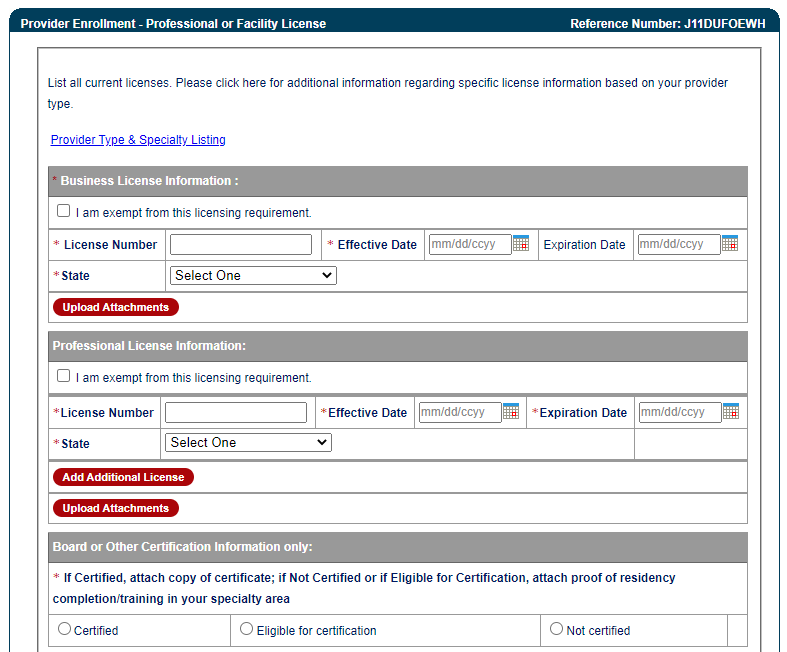 Provider Enrollment - Professional or Facility License Reference Number: J11DUFOEWH
List all current licenses. Please click here for additional information regarding specific license information based on your provider
type.
Provider Type & Specialty Listing
* Business License Information :
I am exempt from this licensing requirement.
* License Number * Effective Date mm/dd/ccyy Expiration Date mm/dd/ccyy
*State Select One
Upload Attachments
Professional License Information:
I am exempt from this licensing requirement.
*License Number *Effective Date mm/dd/ccyy *Expiration Date mm/dd/ccyy
*State Select One
Add Additional License
Upload Attachments
Board or Other Certification Information only:
* If Certified, attach copy of certificate; if Not Certified or if Eligible for Certification, attach proof of residency
completion/training in your specialty area
Certified Eligible for certification Not certified